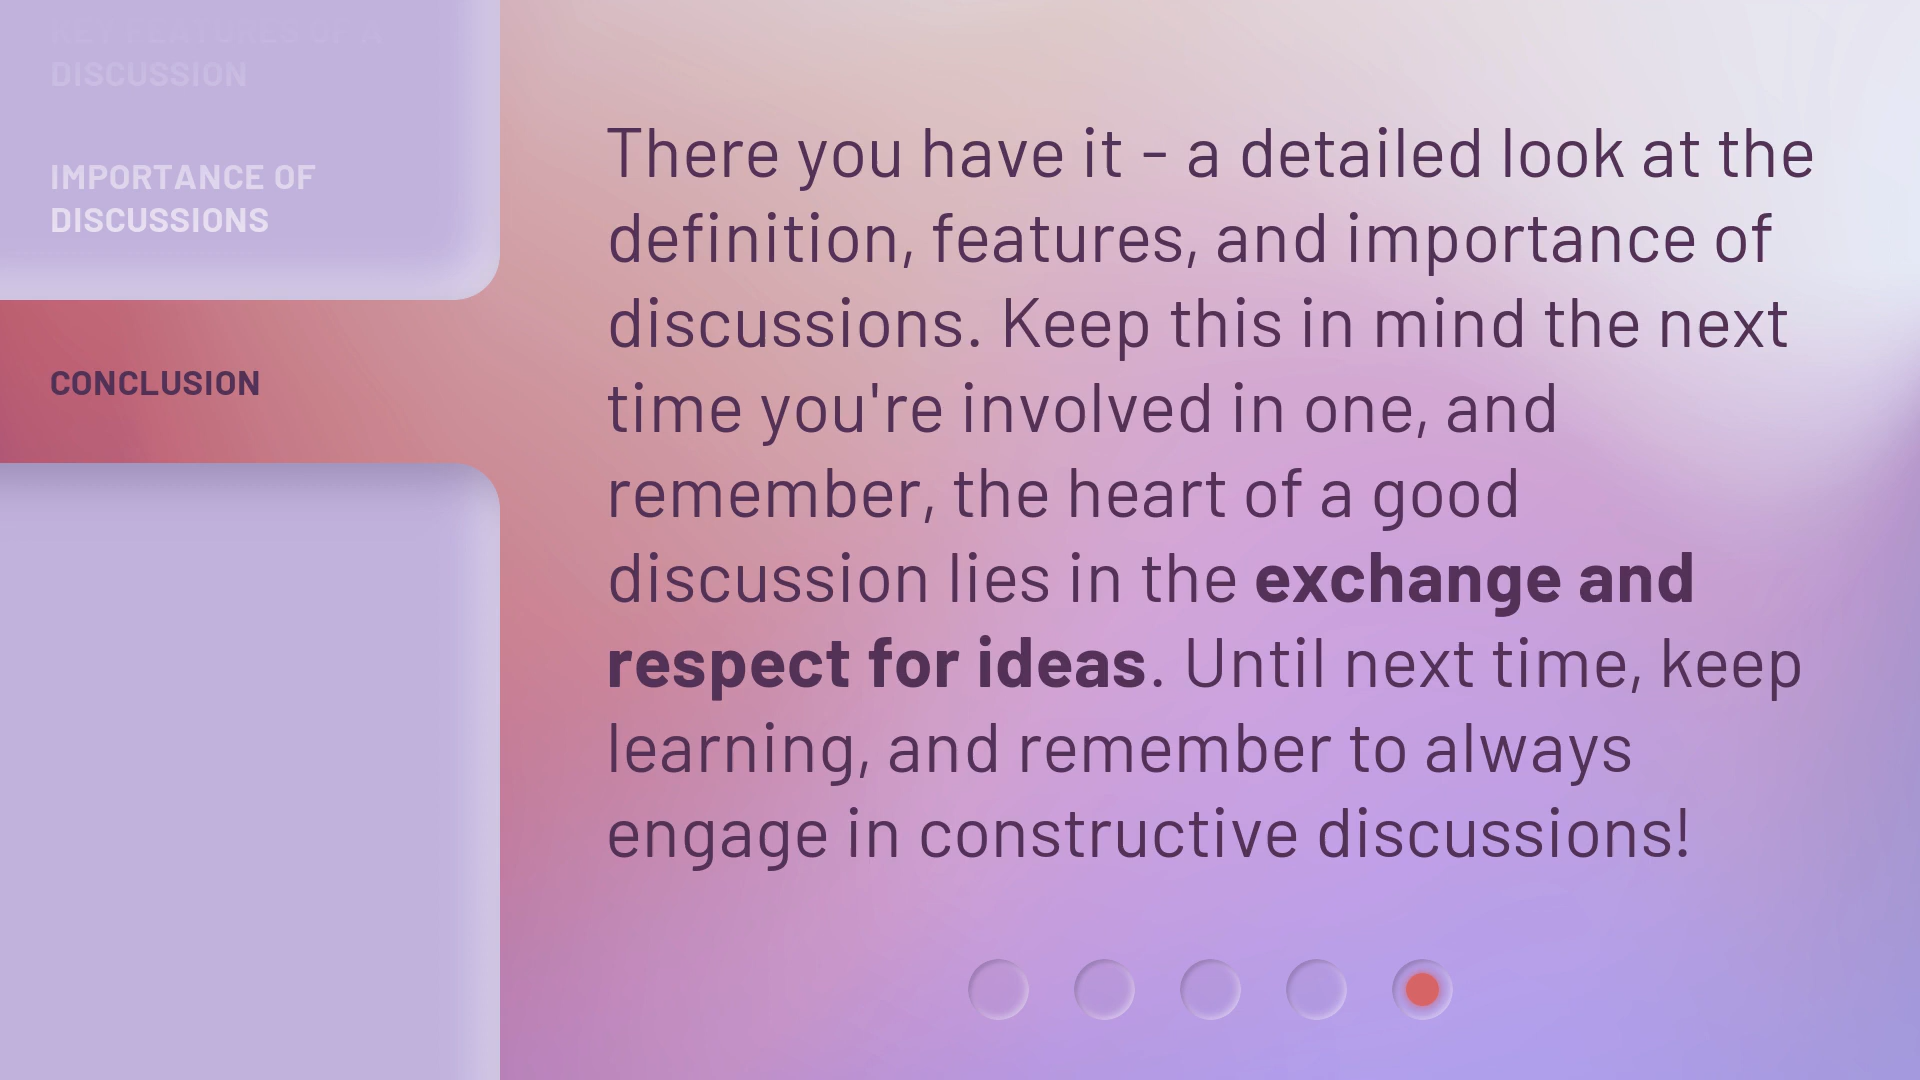 KEY FEATURES OF A
DISCUSSION
IMPORTANCE OF
DISCUSSIONS
CONCLUSION
There you have it - a detailed look at the
definition, features, and importance of
discussions. Keep this in mind the next
time you're involved in one, and
remember, the heart of a good
discussion lies in the exchange and
respect for ideas. Until next time, keep
learning, and remember to always
engage in constructive discussions!